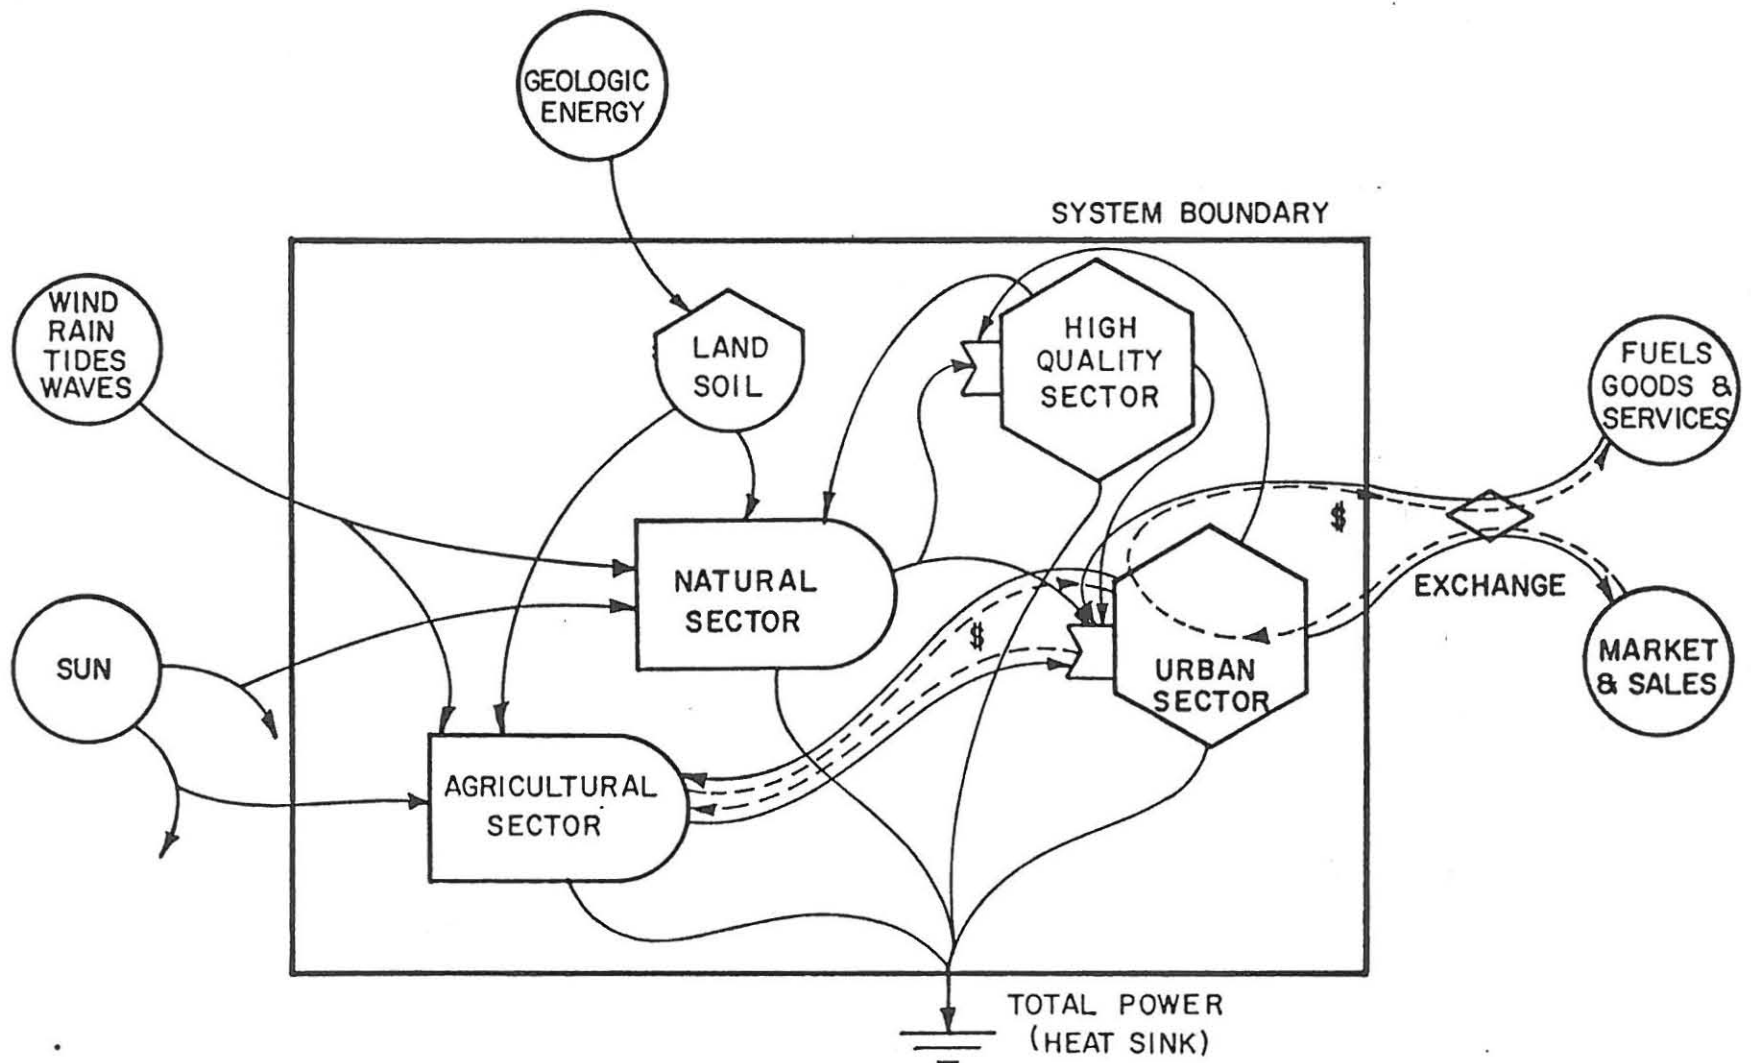 GEOLOGIC
ENERGY
SYSTEM BOUNDARY
WIND
RAIN
TIDES
WAVES
LAND
SOIL
HIGH
QUALITY
SECTOR
FUELS
GOODS &
SERVICES
$
NATURAL
SECTOR
EXCHANGE
$
SUN
URBAN
SECTOR
MARKET
& SALES
AGRICULTURAL
SECTOR
TOTAL POWER
(HEAT SINK)